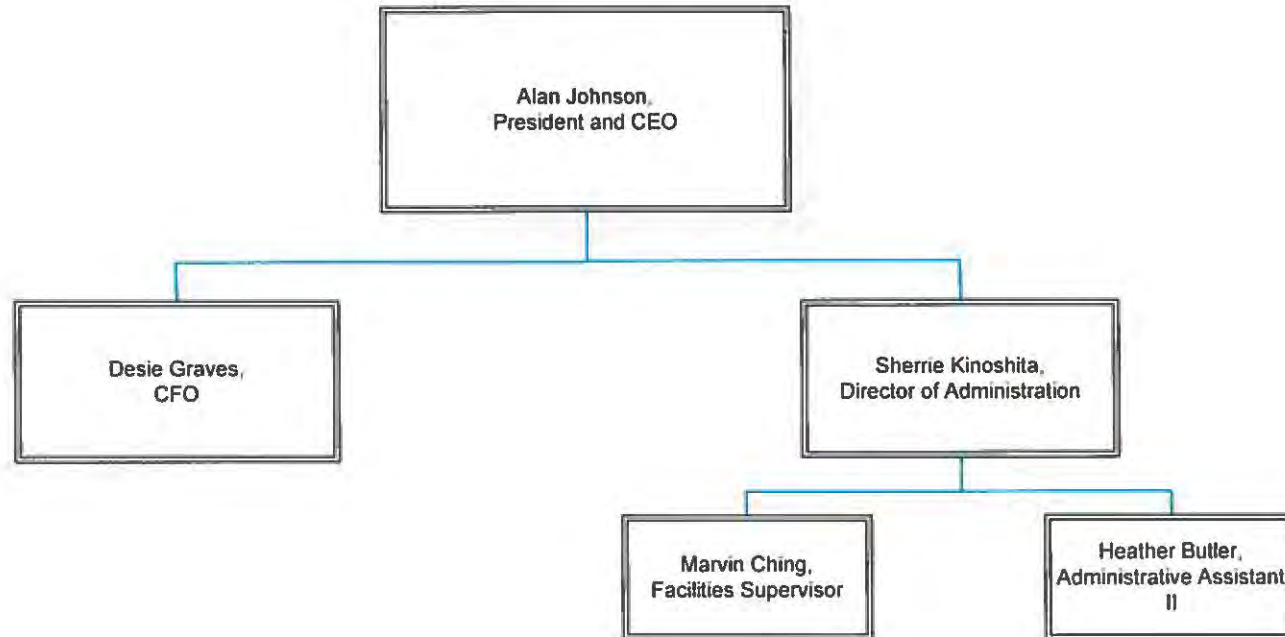 Alan Johnson,
President and CEO
Desie Graves,
CFO
Sherrie Kinoshita,
Director of Administration
Marvin Ching,
Facilities Supervisor
Heather Butler,
Administrative Assistant
II